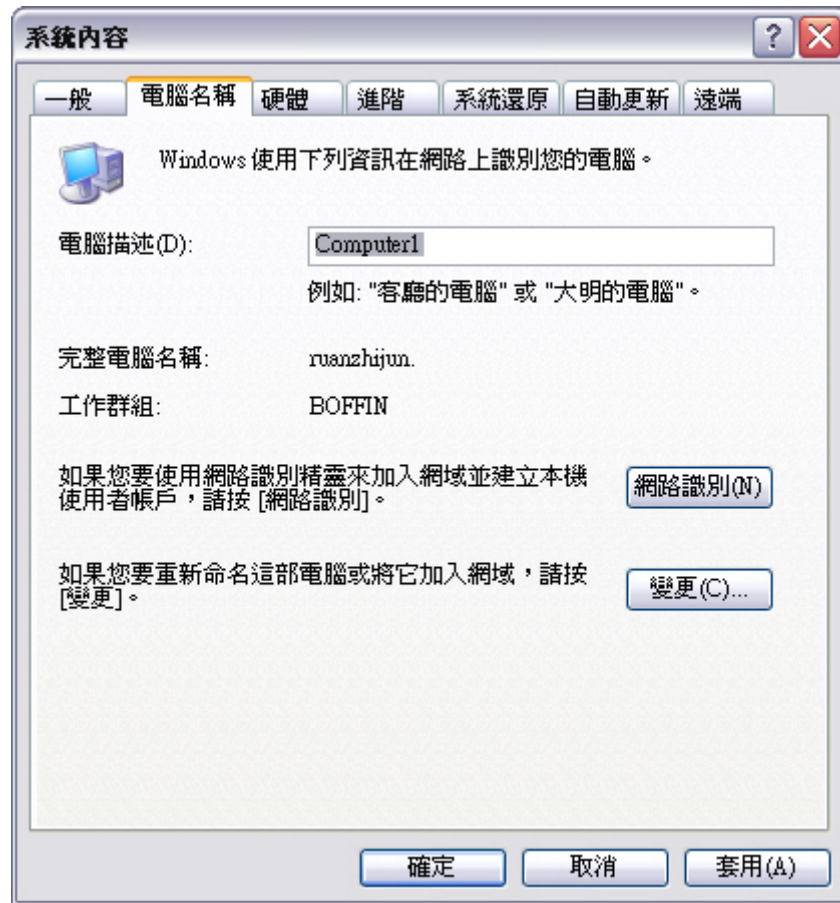 系統內容
一般 電腦名稱 硬體 進階 系統還原 自動更新 遠端
Windows 使用下列資訊在網路上識別您的電腦。
電腦描述(D): Computer1
例如: "客廳的電腦" 或 "大明的電腦"。
完整電腦名稱: ruanzhijun.
工作群組: BOFFIN
如果您要使用網路識別精靈來加入網域並建立本機
使用者帳戶，請按 [網路識別]。
網路識別(N)
如果您要重新命名這部電腦或將它加入網域，請按
[變更]。
變更(C)...
確定 取消 套用(A)